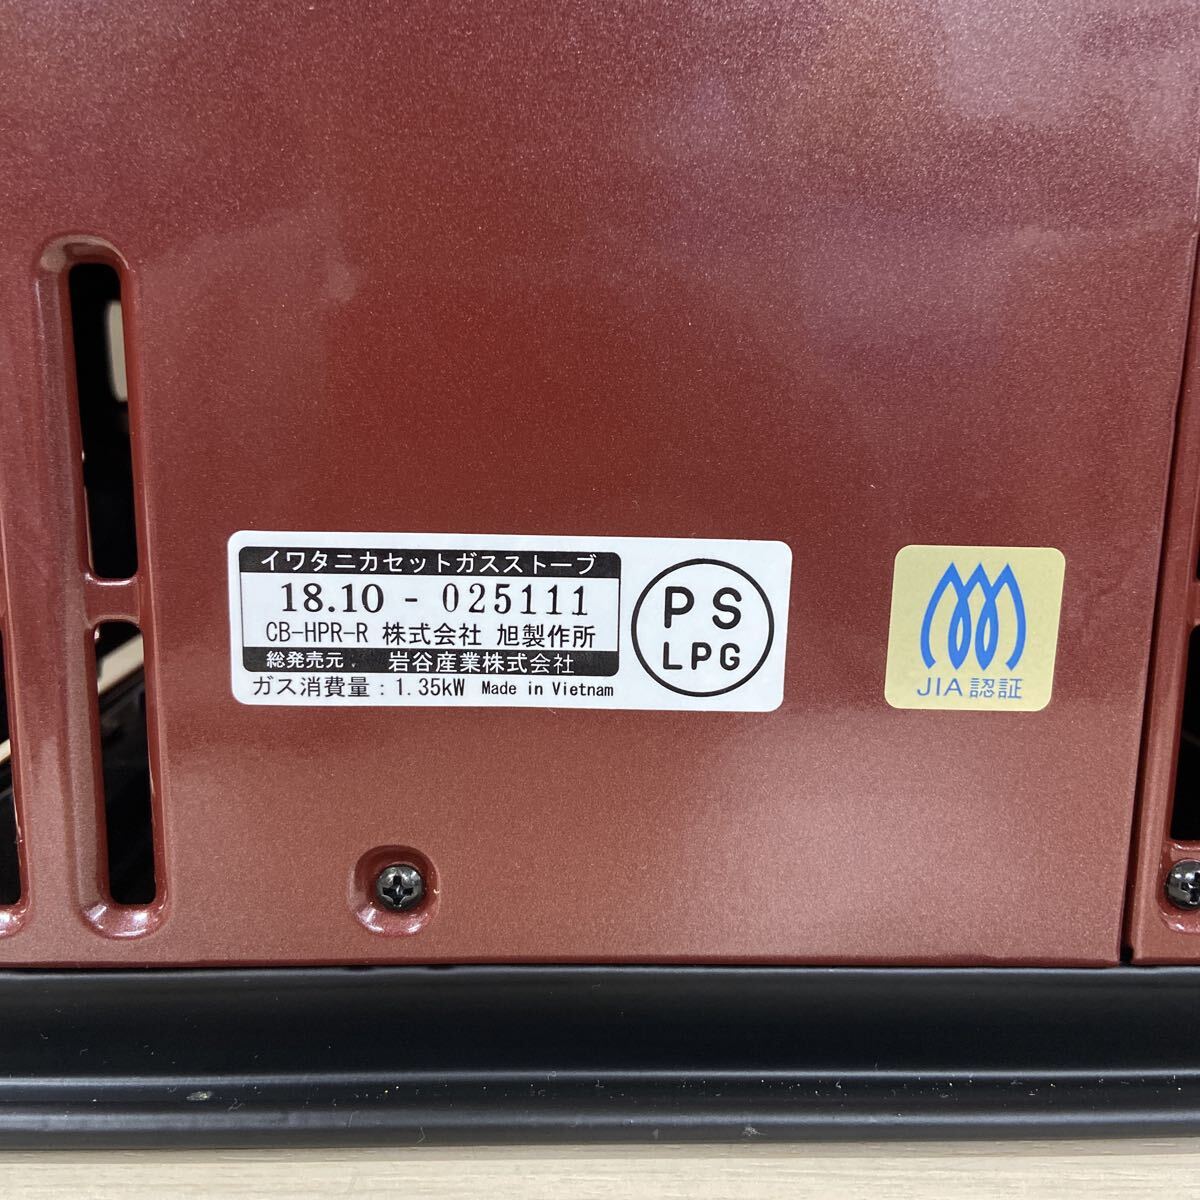 イワタニカセットガスストーブ
18.10 - 025111
CB-HPR-R 株式会社 旭製作所
総発売元. 岩谷産業株式会社
ガス消費量: 1.35kW Made in Vietnam
PS
LPG
JIA認証